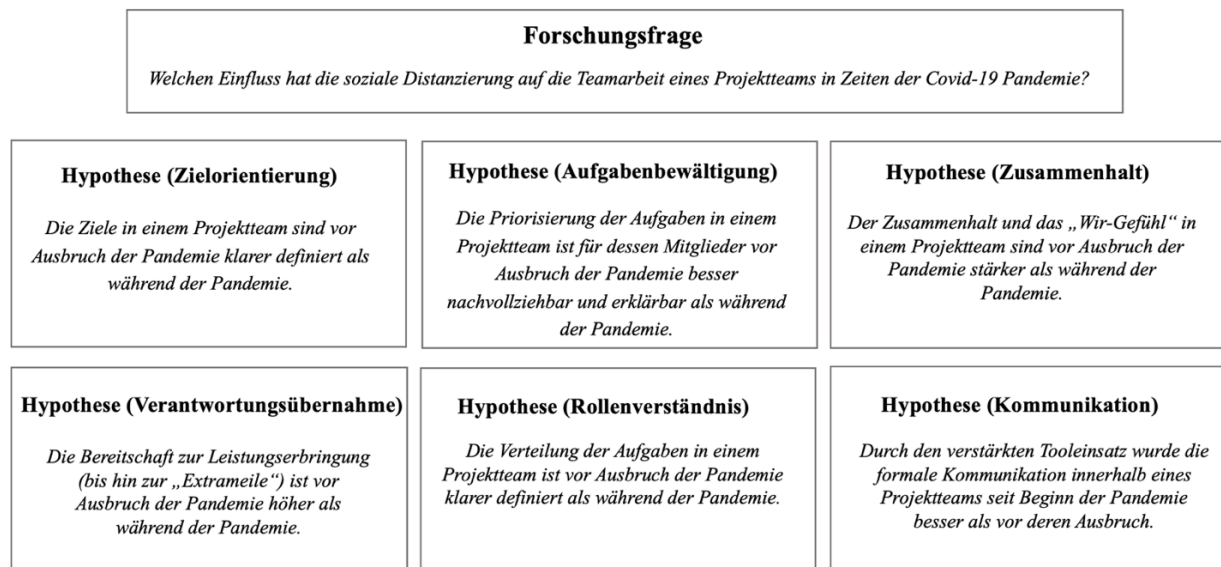 Forschungsfrage
Welchen Einfluss hat die soziale Distanzierung auf die Teamarbeit eines Projektteams in Zeiten der Covid-19 Pandemie?
Hypothese (Zielorientierung)
Die Ziele in einem Projektteam sind vor
Ausbruch der Pandemie klarer definiert als
während der Pandemie.
Hypothese (Aufgabenbewältigung)
Die Priorisierung der Aufgaben in einem
Projektteam ist für dessen Mitglieder vor
Ausbruch der Pandemie besser
nachvollziehbar und erklärbar als während
der Pandemie.
Hypothese (Zusammenhalt)
Der Zusammenhalt und das „Wir-Gefühl“ in
einem Projektteam sind vor Ausbruch der
Pandemie stärker als während der
Pandemie.
Hypothese (Verantwortungsübernahme)
Die Bereitschaft zur Leistungserbringung
(bis hin zur „Extrameile“) ist vor
Ausbruch der Pandemie höher als
während der Pandemie.
Hypothese (Rollenverständnis)
Die Verteilung der Aufgaben in einem
Projektteam ist vor Ausbruch der Pandemie
klarer definiert als während der Pandemie.
Hypothese (Kommunikation)
Durch den verstärkten Tooleinsatz wurde die
formale Kommunikation innerhalb eines
Projektteams seit Beginn der Pandemie
besser als vor deren Ausbruch.